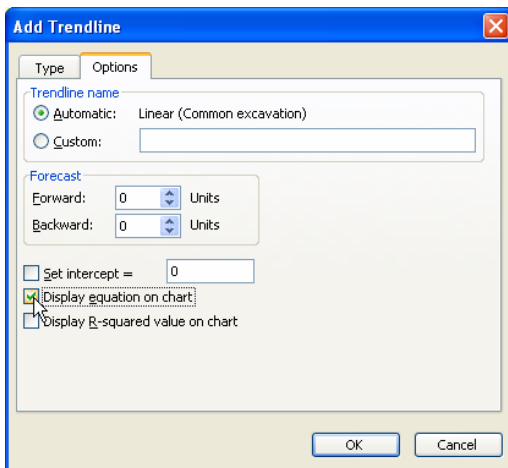 Add Trendline
Type Options
Trendline name
Automatic: Linear (Common excavation)
Custom:
Forecast
Forward: 0 Units
Backward: 0 Units
Set intercept = 0
Display equation on chart
Display R-squared value on chart
OK Cancel